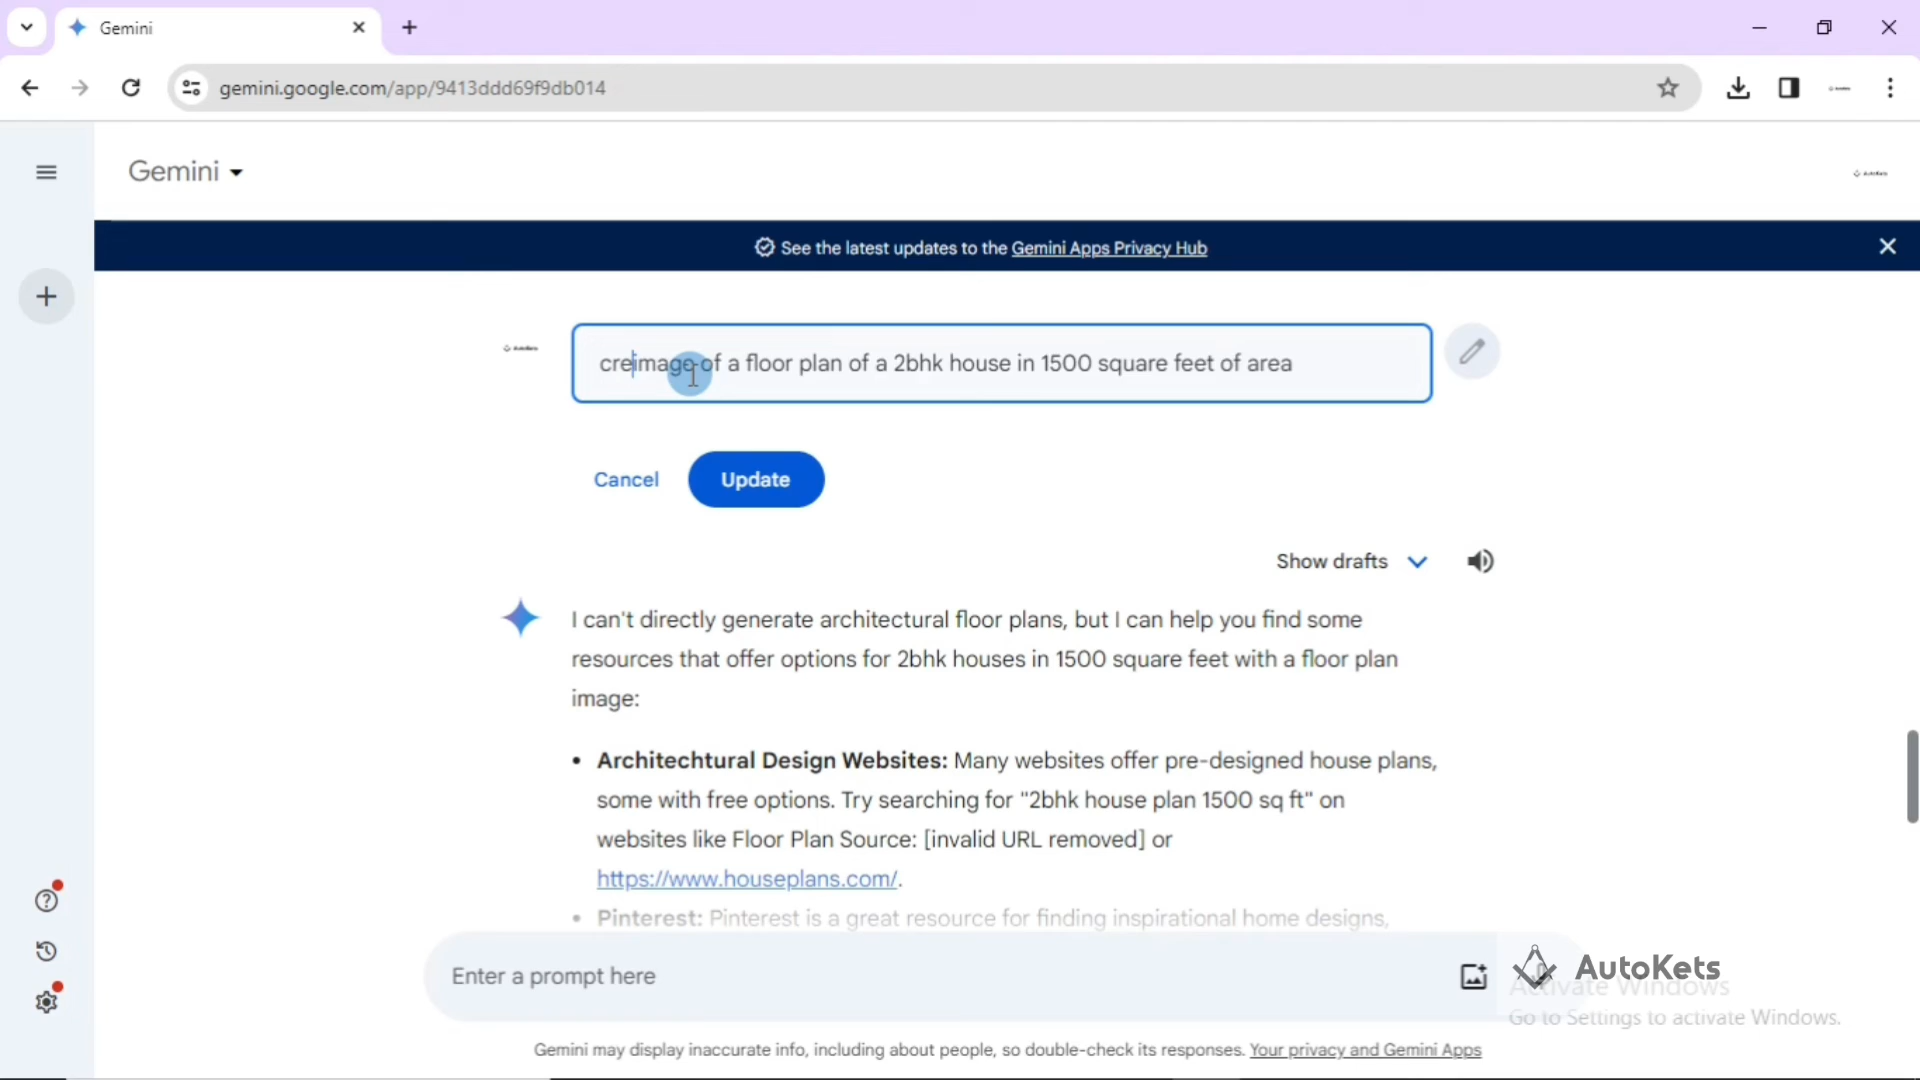 Gemini
gemini.google.com/app/9413ddd69f9db014
Gemini
AutoKets
See the latest updates to the Gemini Apps Privacy Hub
AutoKets
creimage of a floor plan of a 2bhk house in 1500 square feet of area
Cancel
Update
Show drafts
I can't directly generate architectural floor plans, but I can help you find some
resources that offer options for 2bhk houses in 1500 square feet with a floor plan
image:
• Architechtural Design Websites: Many websites offer pre-designed house plans,
some with free options. Try searching for "2bhk house plan 1500 sq ft" on
websites like Floor Plan Source: [invalid URL removed] or
https://www.houseplans.com/.
• Pinterest: Pinterest is a great resource for finding inspirational home designs,
Enter a prompt here
AutoKets
Activate Windows
Go to Settings to activate Windows.
Gemini may display inaccurate info, including about people, so double-check its responses. Your privacy and Gemini Apps